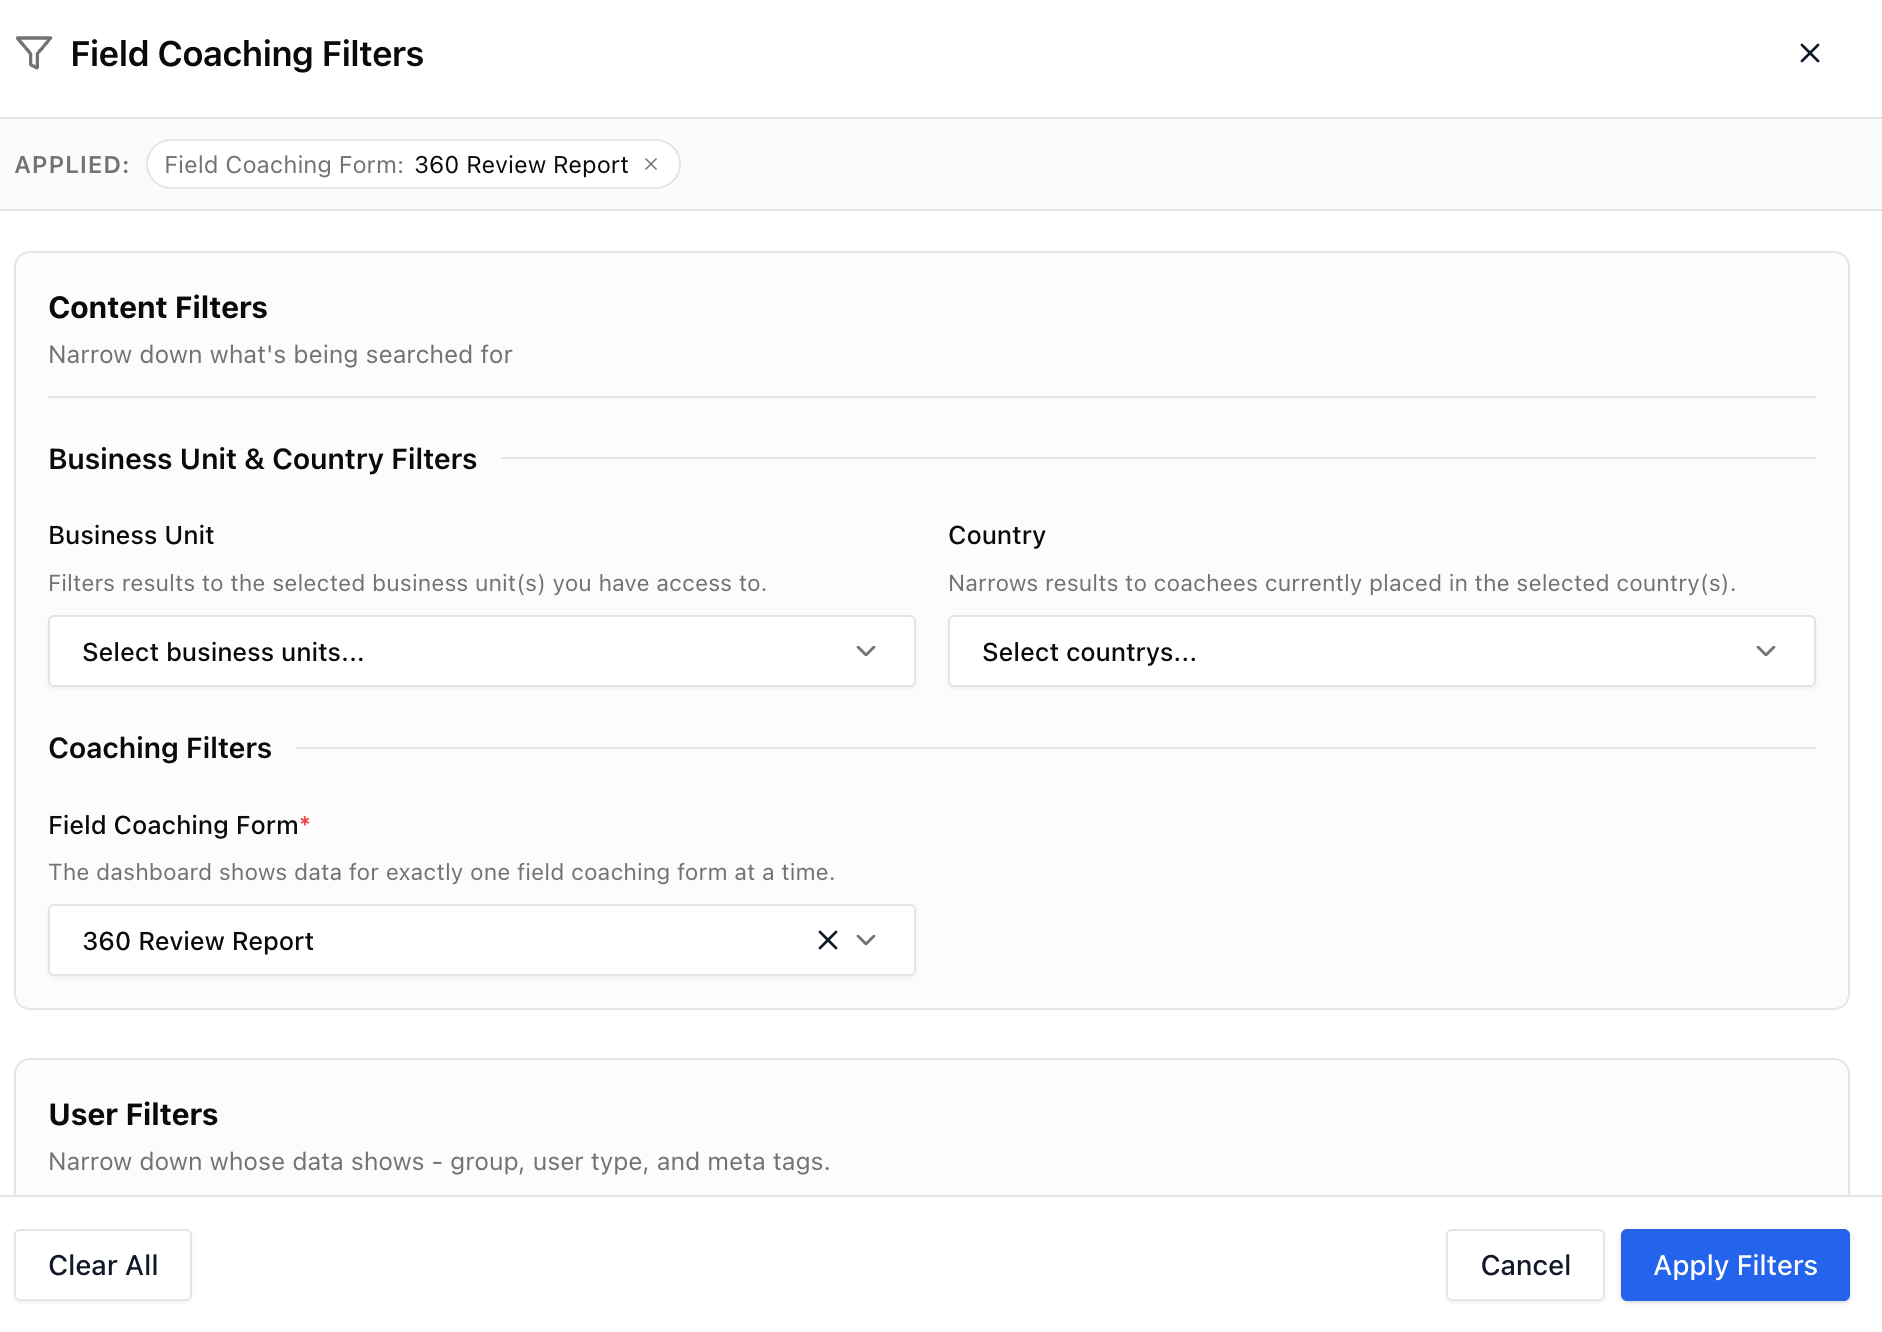 Field Coaching Filters
APPLIED: Field Coaching Form: 360 Review Report
Content Filters
Narrow down what's being searched for
Business Unit & Country Filters
Business Unit
Filters results to the selected business unit(s) you have access to.
Select business units...
Country
Narrows results to coachees currently placed in the selected country(s).
Select countrys...
Coaching Filters
Field Coaching Form*
The dashboard shows data for exactly one field coaching form at a time.
360 Review Report
User Filters
Narrow down whose data shows - group, user type, and meta tags.
Clear All
Cancel
Apply Filters